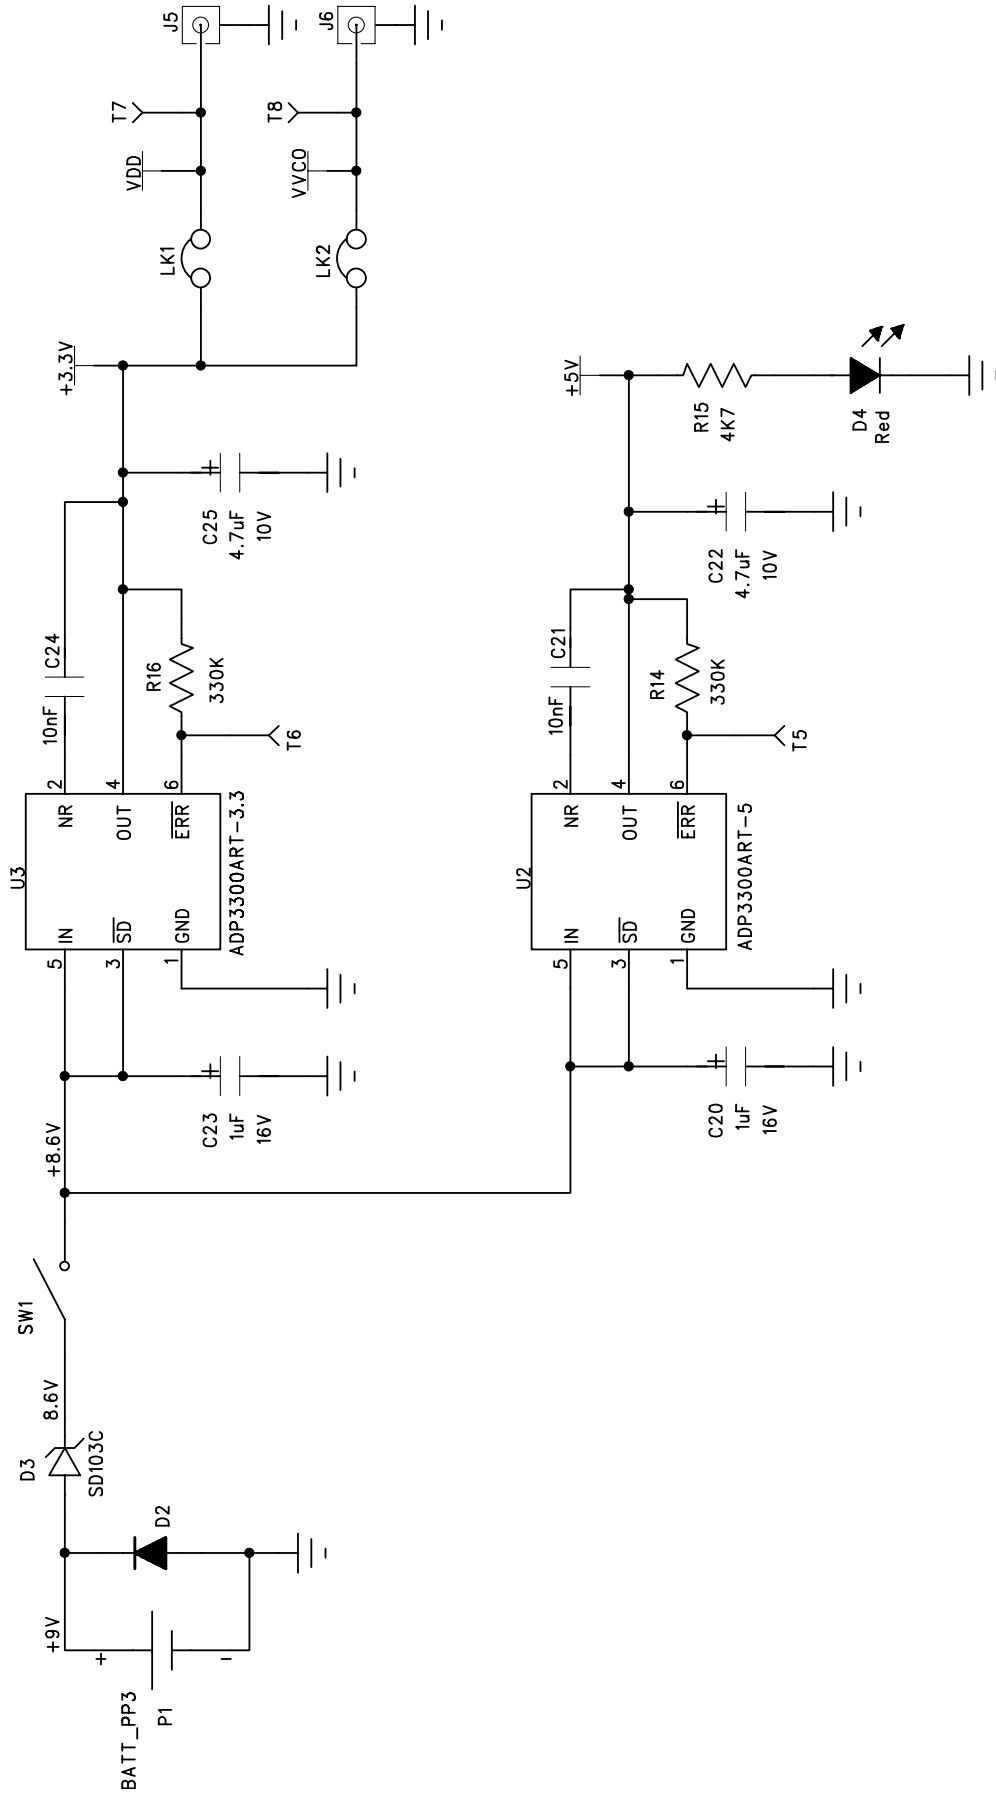 BATT_PP3
P1
+
-
+9V
D2
D3
SD103C
8.6V
SW1
+8.6V
C23
1uF
16V
U3
5
IN
3
SD
1
GND
NR
2
OUT
4
ERR
6
ADP3300ART-3.3
10nF
C24
R16
330K
T6
+
C25
4.7uF
10V
+3.3V
LK1
VDD
T7
J5
LK2
VVCO
T8
J6
+
C20
1uF
16V
+
U2
5
IN
3
SD
1
GND
NR
2
OUT
4
ERR
6
ADP3300ART-5
10nF
C21
R14
330K
T5
+
C22
4.7uF
10V
+5V
R15
4K7
D4
Red